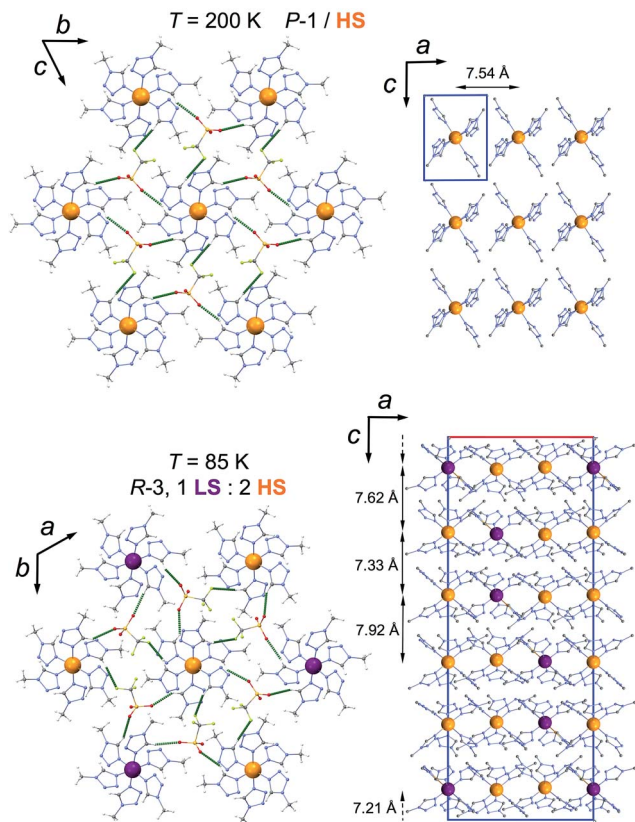 T = 200 K P-1 / HS
b
c
a
c
7.54 Å
T = 85 K
R-3, 1 LS : 2 HS
a
b
a
c
7.62 Å
7.33 Å
7.92 Å
7.21 Å